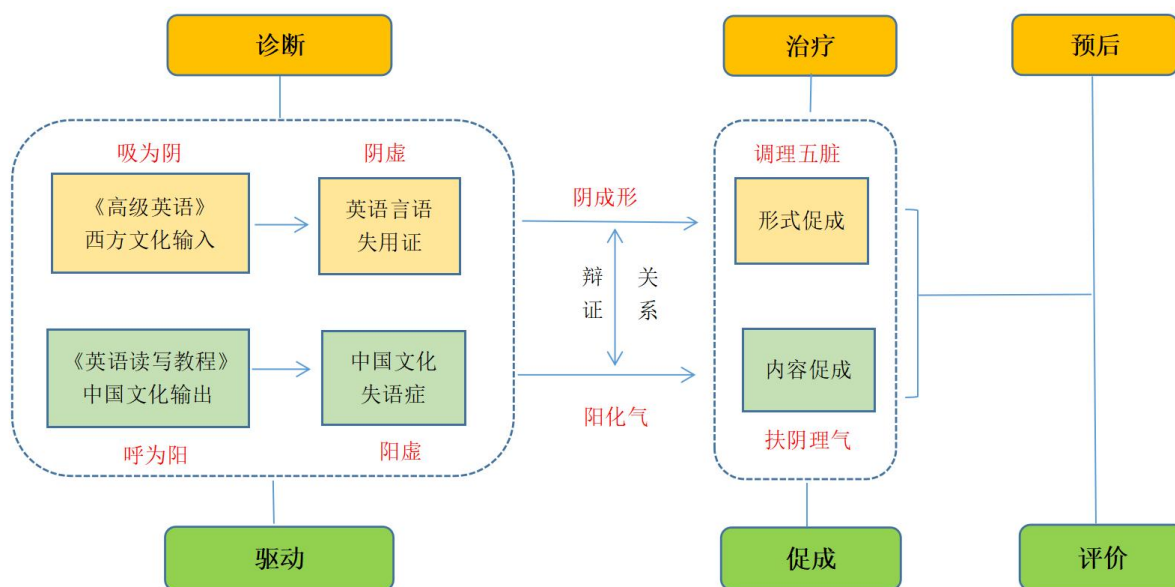 诊断
治疗
预后
吸为阴
阴虚
调理五脏
《高级英语》
西方文化输入
英语言语
失用证
阴成形
形式促成
辩
证
关
系
《英语读写教程》
中国文化输出
中国文化
失语症
内容促成
阳化气
呼为阳
阳虚
扶阴理气
驱动
促成
评价